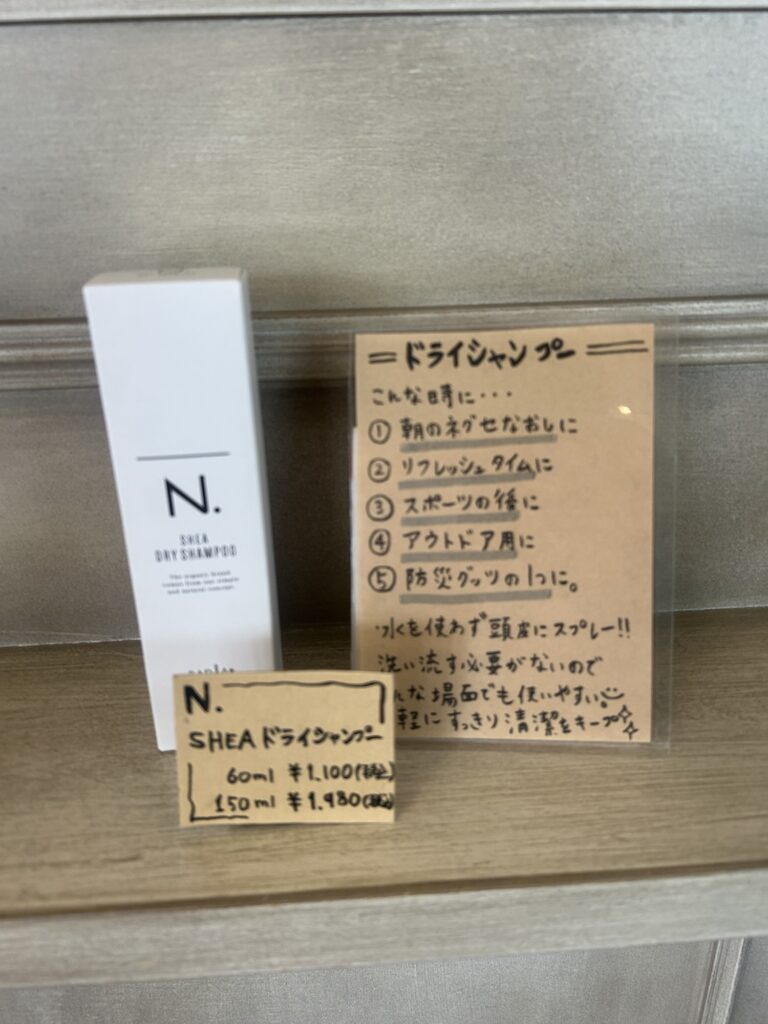 N.
SHEA
DRY SHAMPOO
N.
SHEA ドライシャンプー
60ml ¥1.100(税込)
150ml ¥1.980(税込)
ドライシャンプー
こんな時に・・・
① 朝のネグセなおしに
② リフレッシュタイムに
③ スポーツの後に
④ アウトドア用に
⑤ 防災グッツの1つに。
水を使わず頭皮にスプレー!!
洗い流す必要がないので
んな場面でも使いやすい。
軽にすっきり清潔をキープ